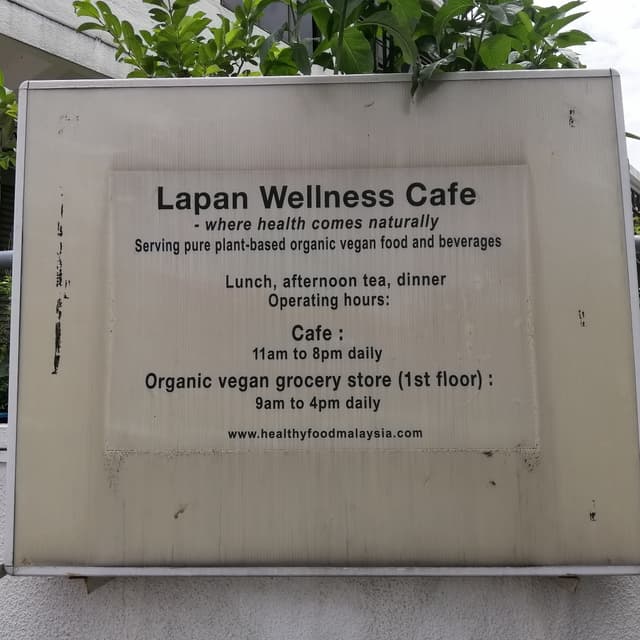 Lapan Wellness Cafe
- where health comes naturally
Serving pure plant-based organic vegan food and beverages
Lunch, afternoon tea, dinner
Operating hours:
Cafe :
11am to 8pm daily
Organic vegan grocery store (1st floor) :
9am to 4pm daily
www.healthyfoodmalaysia.com